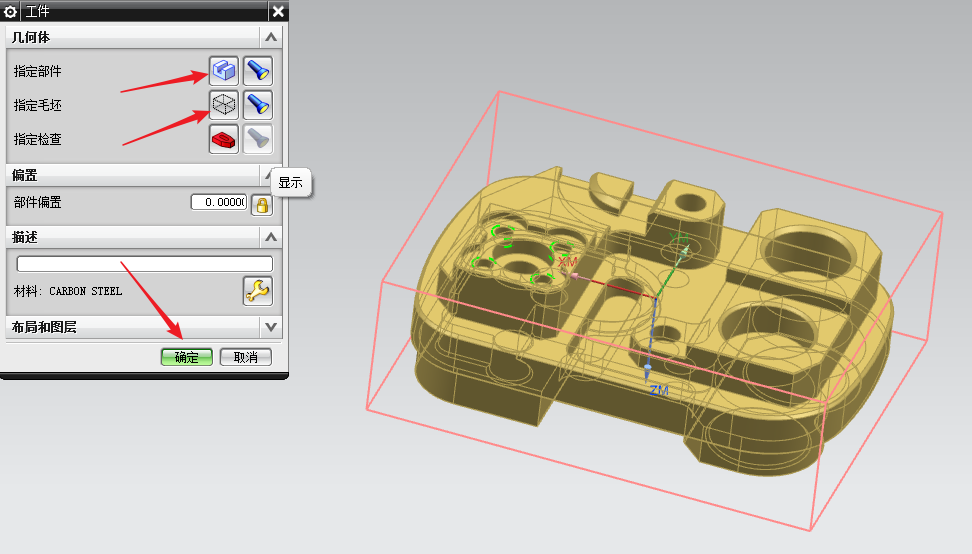 工件
几何体
指定部件
指定毛坯
指定检查
偏置
显示
部件偏置
0.0000(
描述
材料: CARBON STEEL
布局和图层
确定 取消
YM
XM
ZM